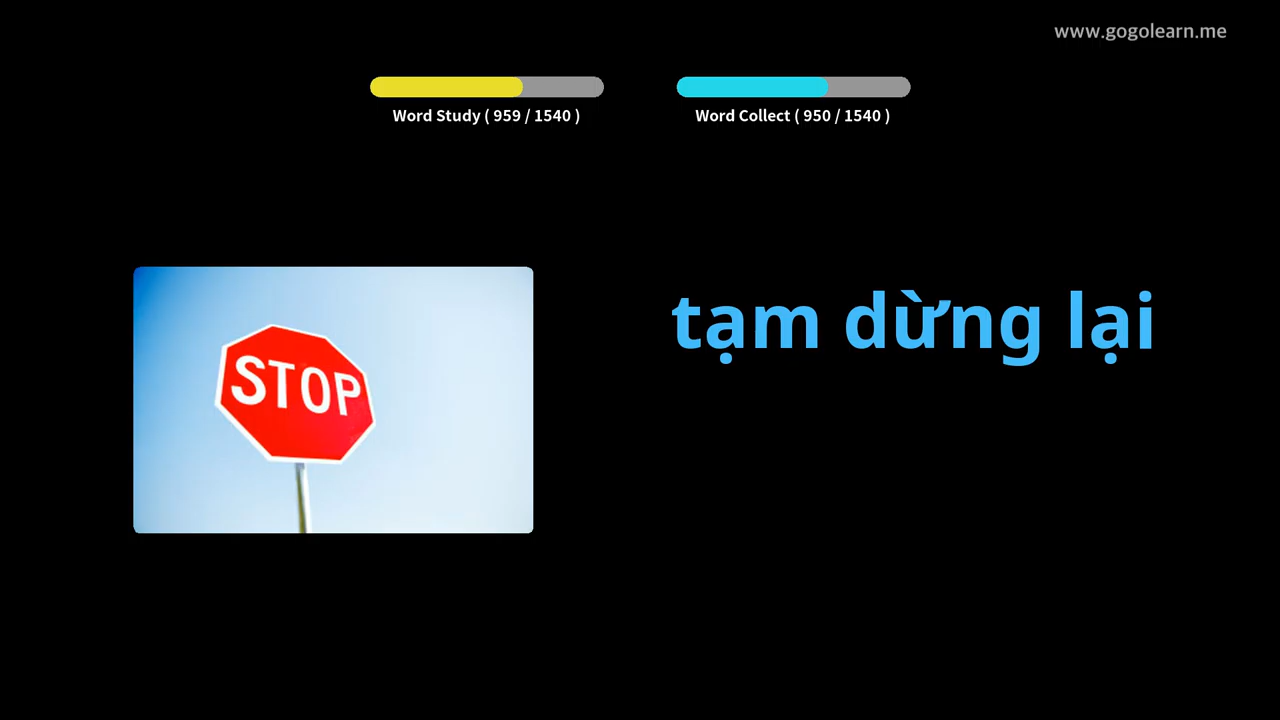 www.gogolearn.me
Word Study ( 959 / 1540 )
Word Collect ( 950 / 1540 )
STOP
tạm dừng lại